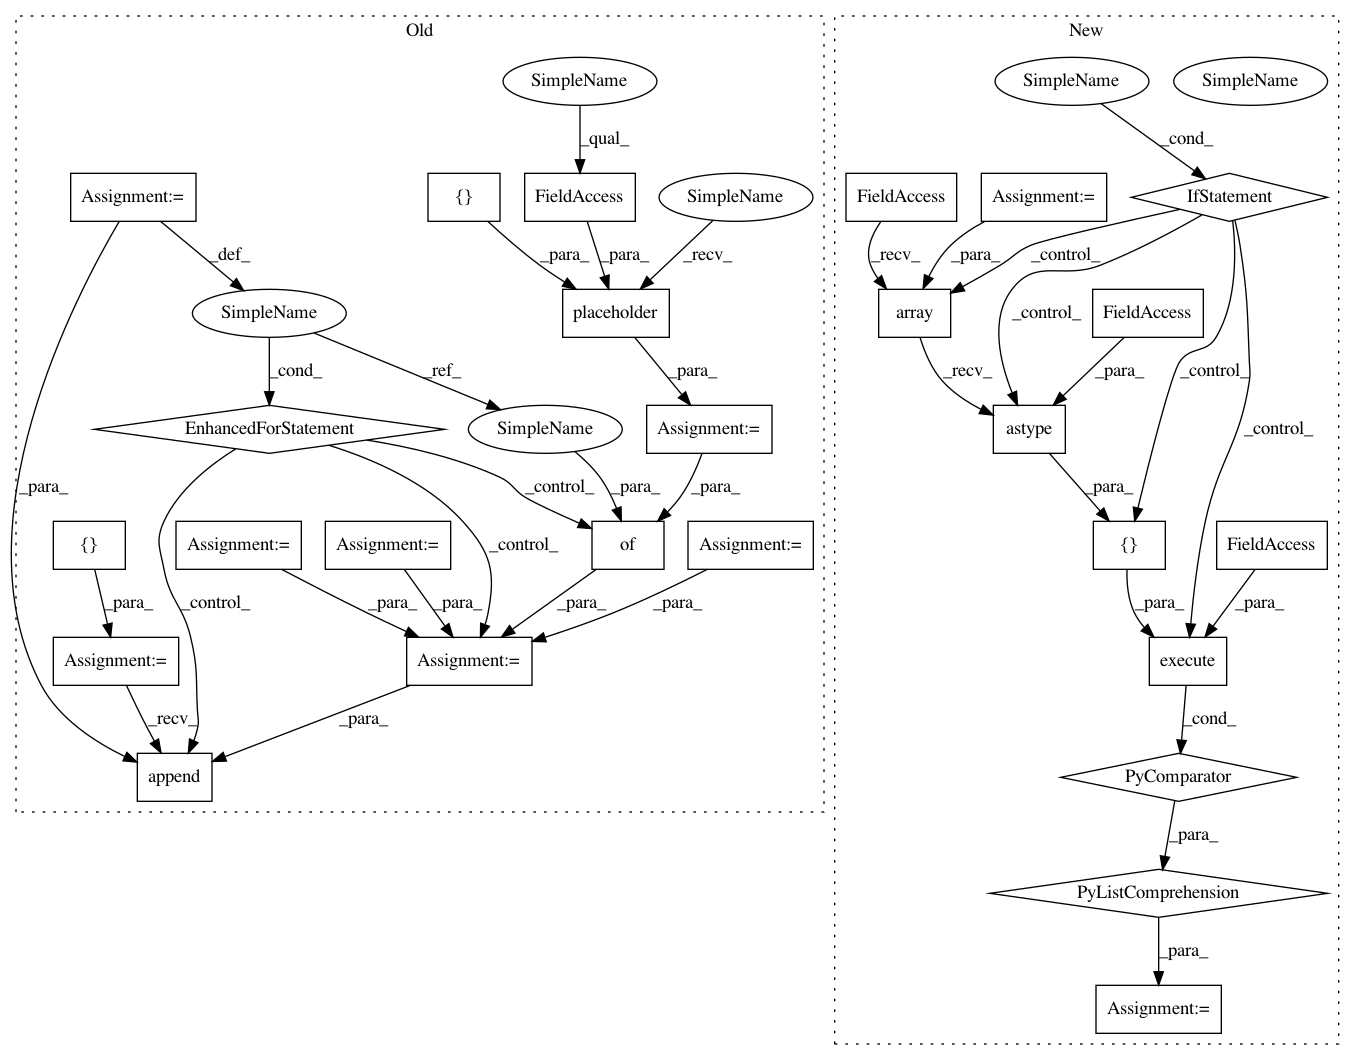 Old
New
SimpleName
SimpleName
SimpleName
_qual_
_cond_
Assignment:=
{}
FieldAccess
SimpleName
FieldAccess
Assignment:=
IfStatement
_def_
_para_
_para_
_recv_
_recv_
_para_
_control_
SimpleName
placeholder
array
FieldAccess
_control_
_cond_
_ref_
_para_
_recv_
_para_
_control_
EnhancedForStatement
SimpleName
Assignment:=
astype
_control_
_para_
_control_
_para_
_para_
_para_
{}
Assignment:=
Assignment:=
of
Assignment:=
{}
FieldAccess
_control_
_para_
_control_
_para_
_para_
_para_
_para_
_para_
_para_
Assignment:=
Assignment:=
execute
_recv_
_para_
_cond_
append
PyComparator
_para_
PyListComprehension
_para_
Assignment:=